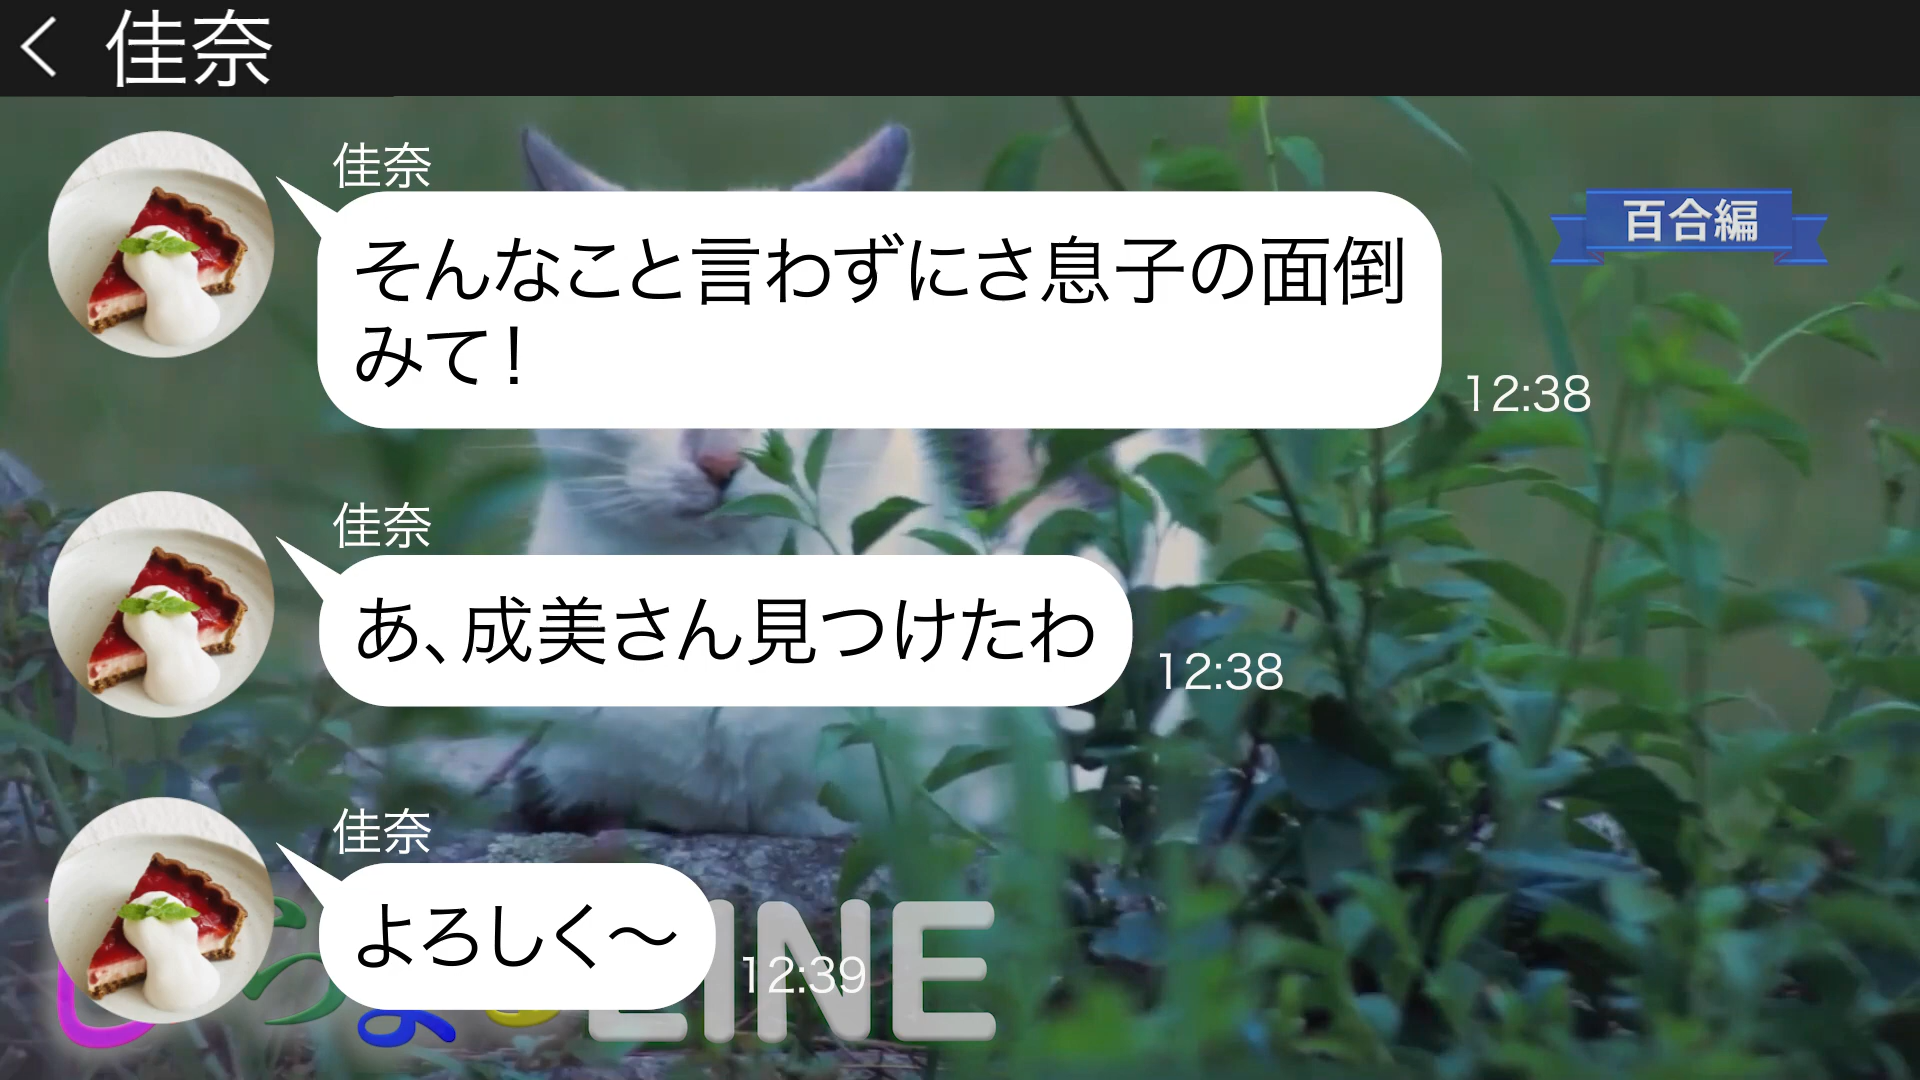 佳奈
佳奈
そんなこと言わずにさ息子の面倒
みて！
12:38
百合編
佳奈
あ、成美さん見つけたわ
12:38
佳奈
よろしく〜
12:39
LINE